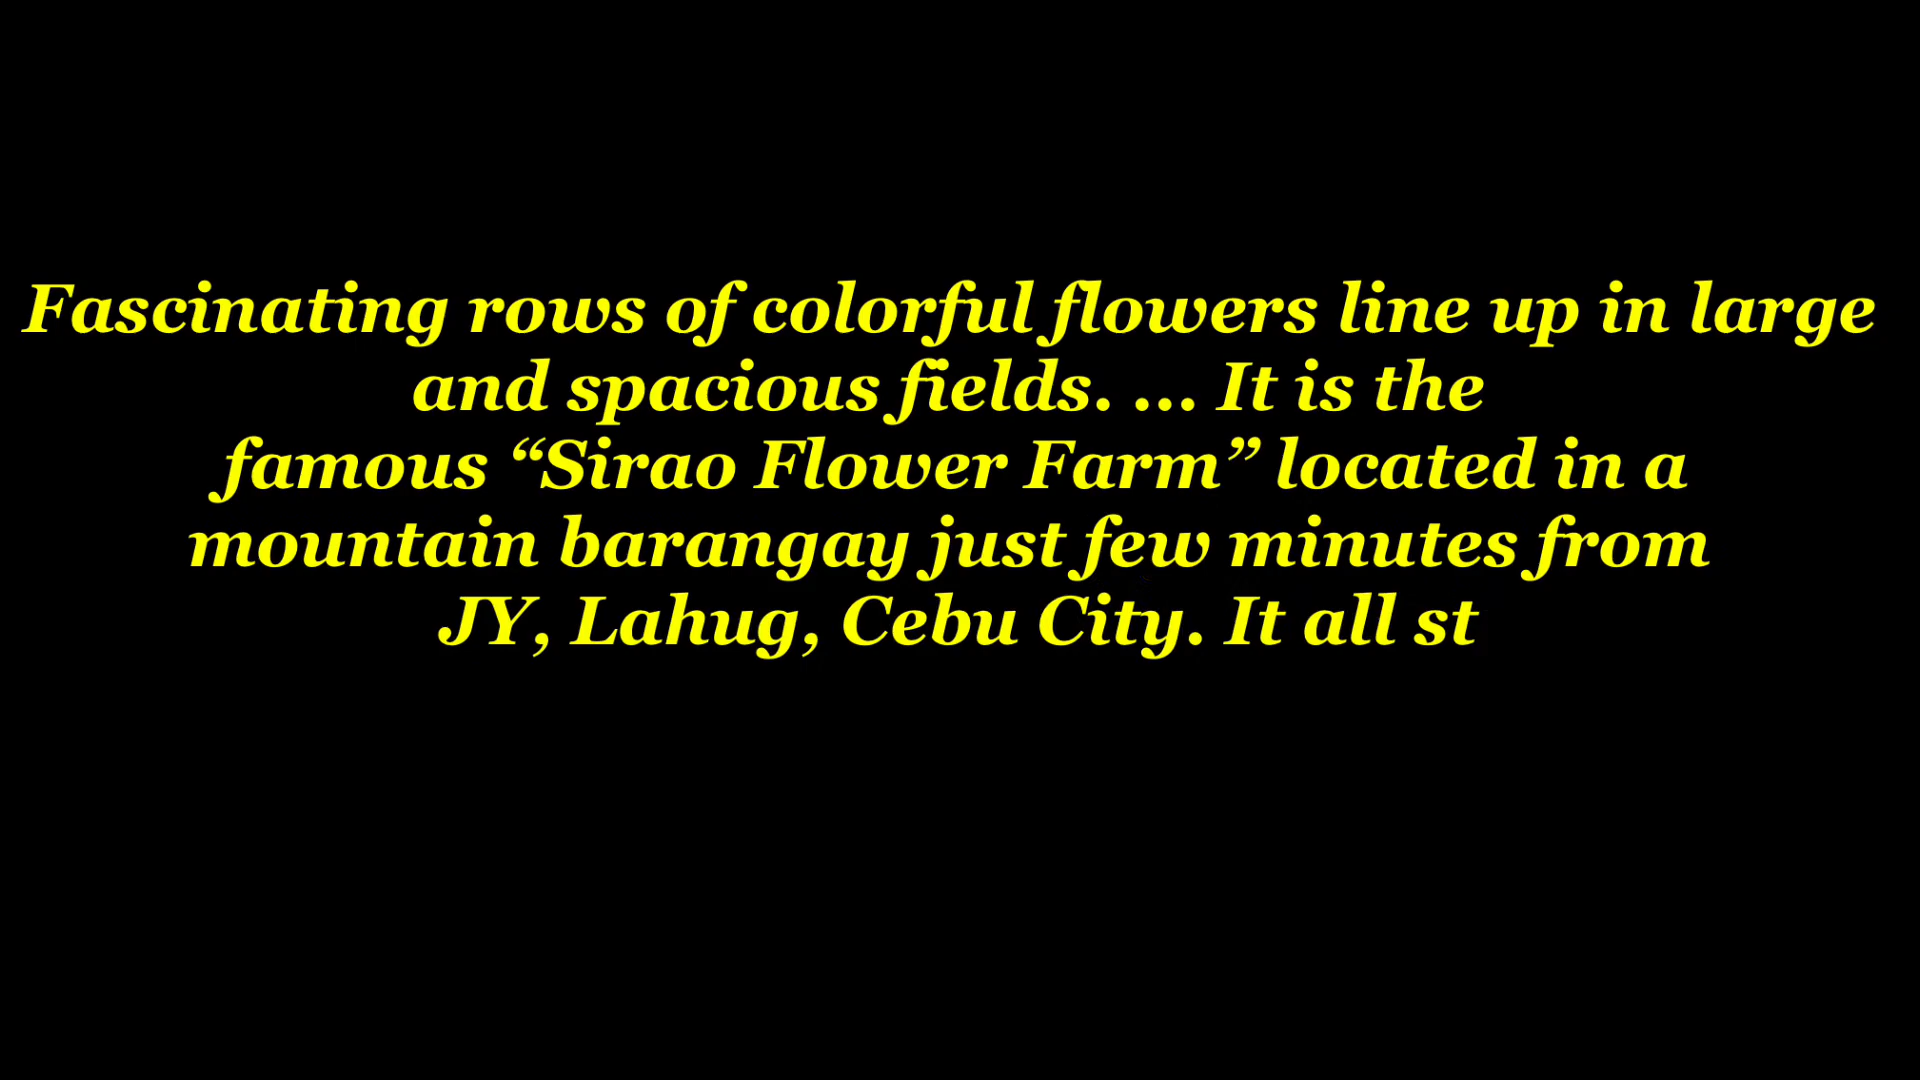 Fascinating rows of colorful flowers line up in large
and spacious fields. ... It is the
famous “Sirao Flower Farm” located in a
mountain barangay just few minutes from
JY, Lahug, Cebu City. It all st